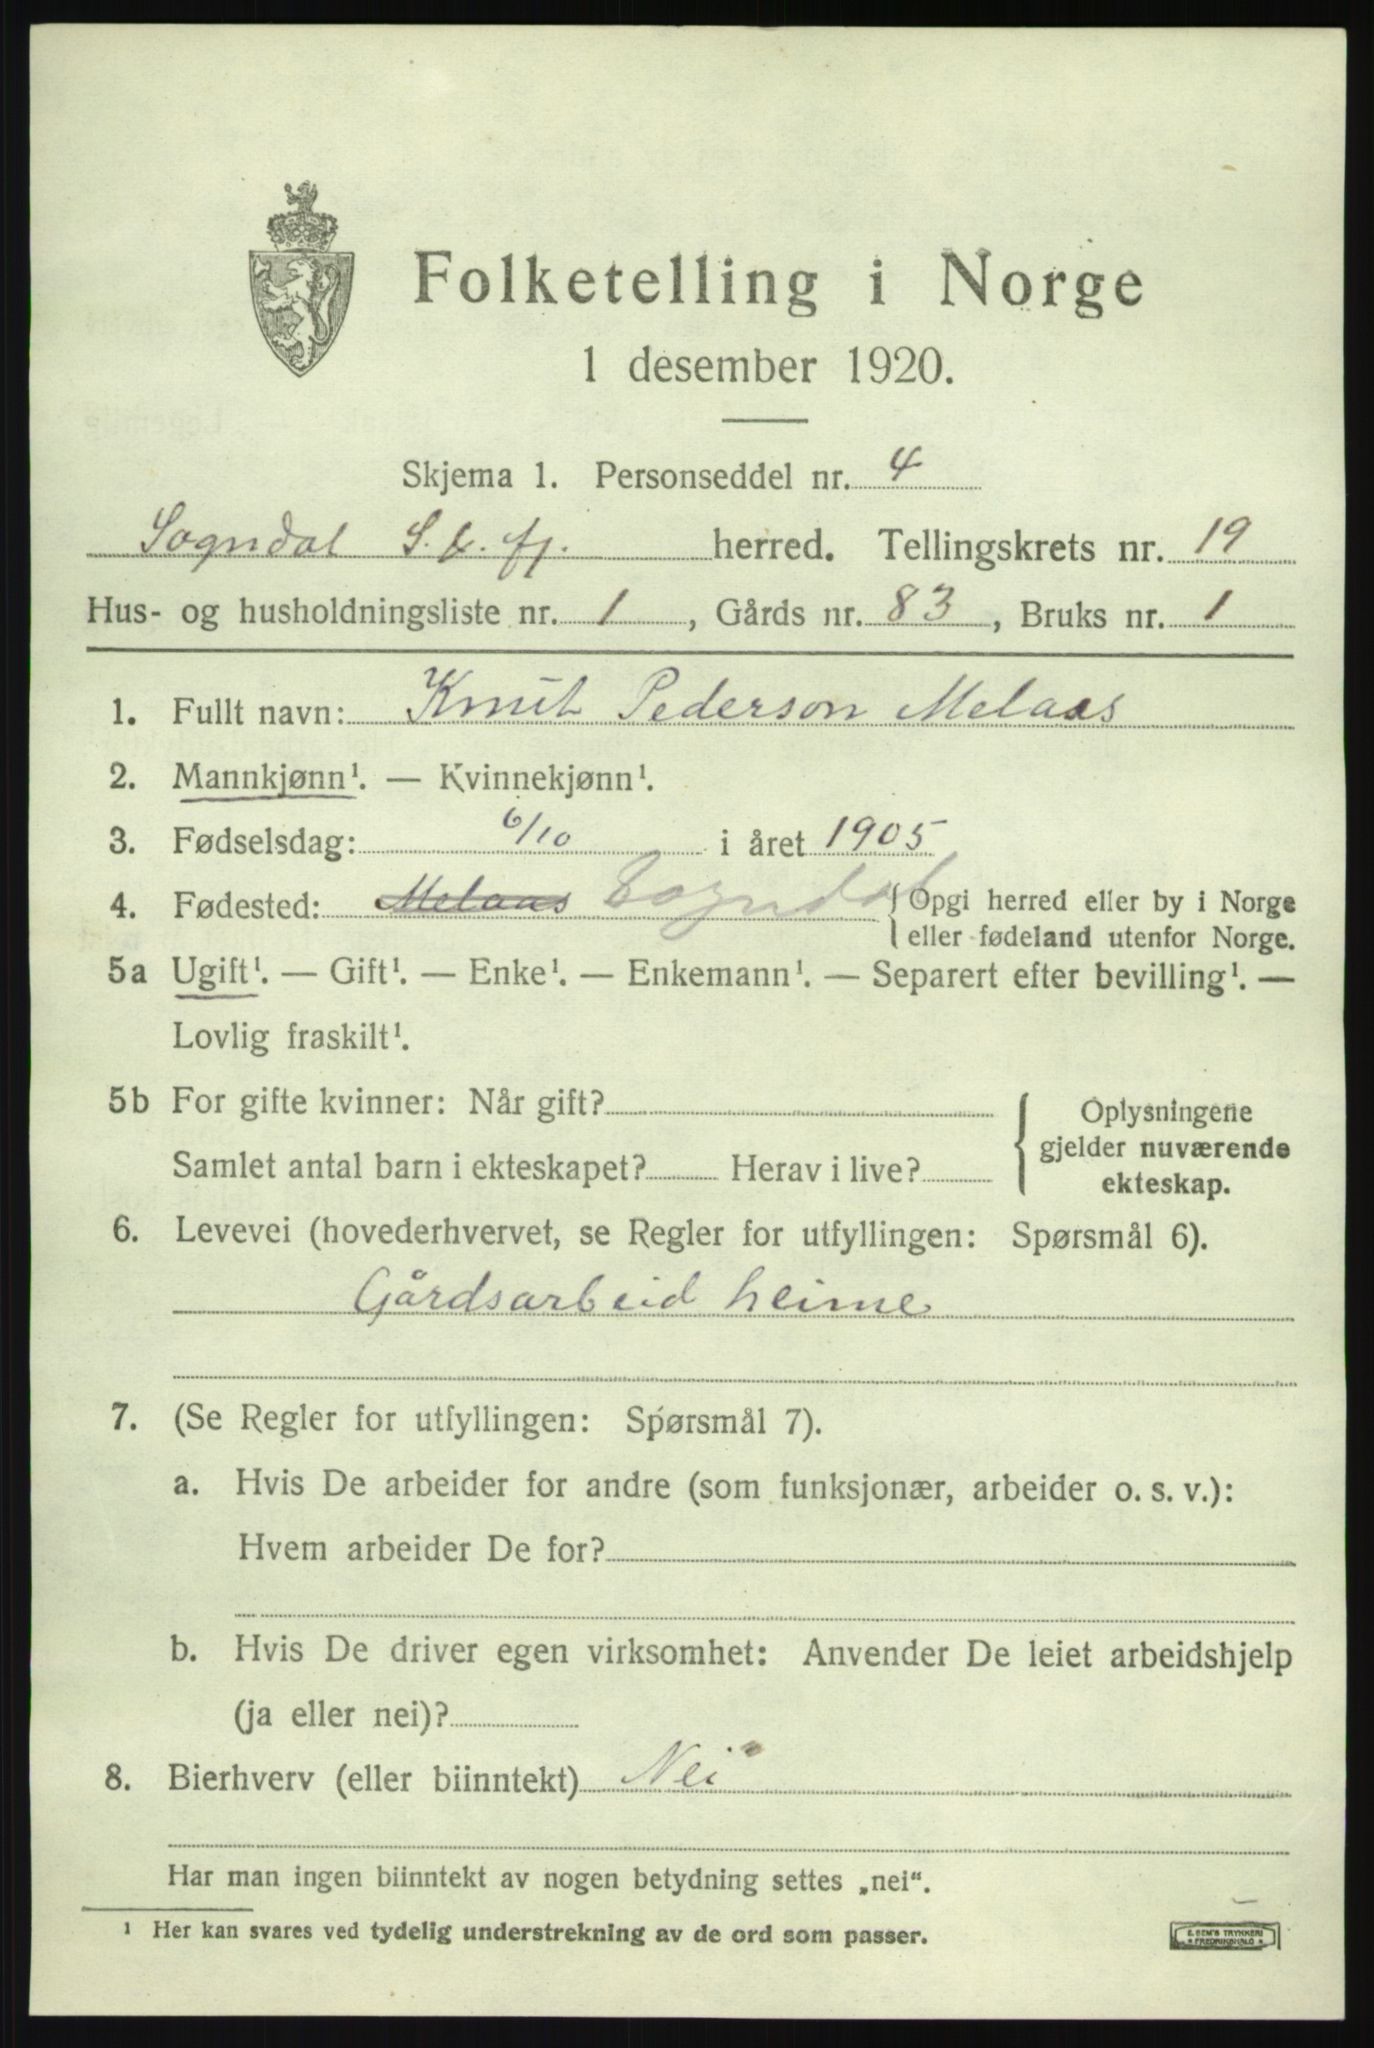 Folketelling i Norge
1 desember 1920.
Skjema 1. Personseddel nr. 4
Sogndal S. & fj. herred. Tellingskrets nr. 19
Hus- og husholdningsliste nr. 1, Gårds nr. 83, Bruks nr. 1
1. Fullt navn: Knut Pederson Melaas
2. Mannkjønn¹. — Kvinnekjønn¹.
3. Fødselsdag: 6/10 i året 1905
4. Fødested: Melaas Sogndal { Opgi herred eller by i Norge
eller fødeland utenfor Norge.
5a Ugift¹. — Gift¹. — Enke¹. — Enkemann¹. — Separert efter bevilling¹. —
Lovlig fraskilt¹.
5b For gifte kvinner: Når gift?
Oplysningene
gjelder nuværende
ekteskap.
Samlet antal barn i ekteskapet? Herav i live?
6. Levevei (hovederhvervet, se Regler for utfyllingen: Spørsmål 6).
Gårdsarbeid heime
7. (Se Regler for utfyllingen: Spørsmål 7).
a. Hvis De arbeider for andre (som funksjonær, arbeider o. s. v.):
Hvem arbeider De for?
b. Hvis De driver egen virksomhet: Anvender De leiet arbeidshjelp
(ja eller nei)?
8. Bierhverv (eller biinntekt) Nei
Har man ingen biinntekt av nogen betydning settes „nei“.
¹ Her kan svares ved tydelig understrekning av de ord som passer.
E. SEM'S TRYKKERI
* FREDRIKSHALD *